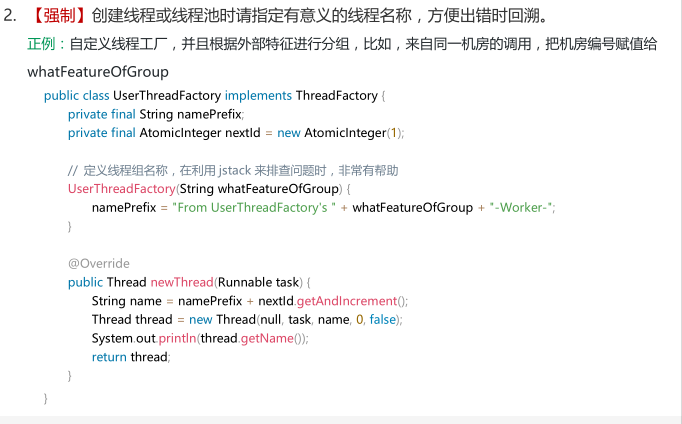 2. 【强制】创建线程或线程池时请指定有意义的线程名称，方便出错时回溯。
正例：自定义线程工厂，并且根据外部特征进行分组，比如，来自同一机房的调用，把机房编号赋值给
whatFeatureOfGroup
public class UserThreadFactory implements ThreadFactory {
private final String namePrefix;
private final AtomicInteger nextId = new AtomicInteger(1);
// 定义线程组名称，在利用 jstack 来排查问题时，非常有帮助
UserThreadFactory(String whatFeatureOfGroup) {
namePrefix = "From UserThreadFactory's " + whatFeatureOfGroup + "-Worker-";
}
@Override
public Thread newThread(Runnable task) {
String name = namePrefix + nextId.getAndIncrement();
Thread thread = new Thread(null, task, name, 0, false);
System.out.println(thread.getName());
return thread;
}
}